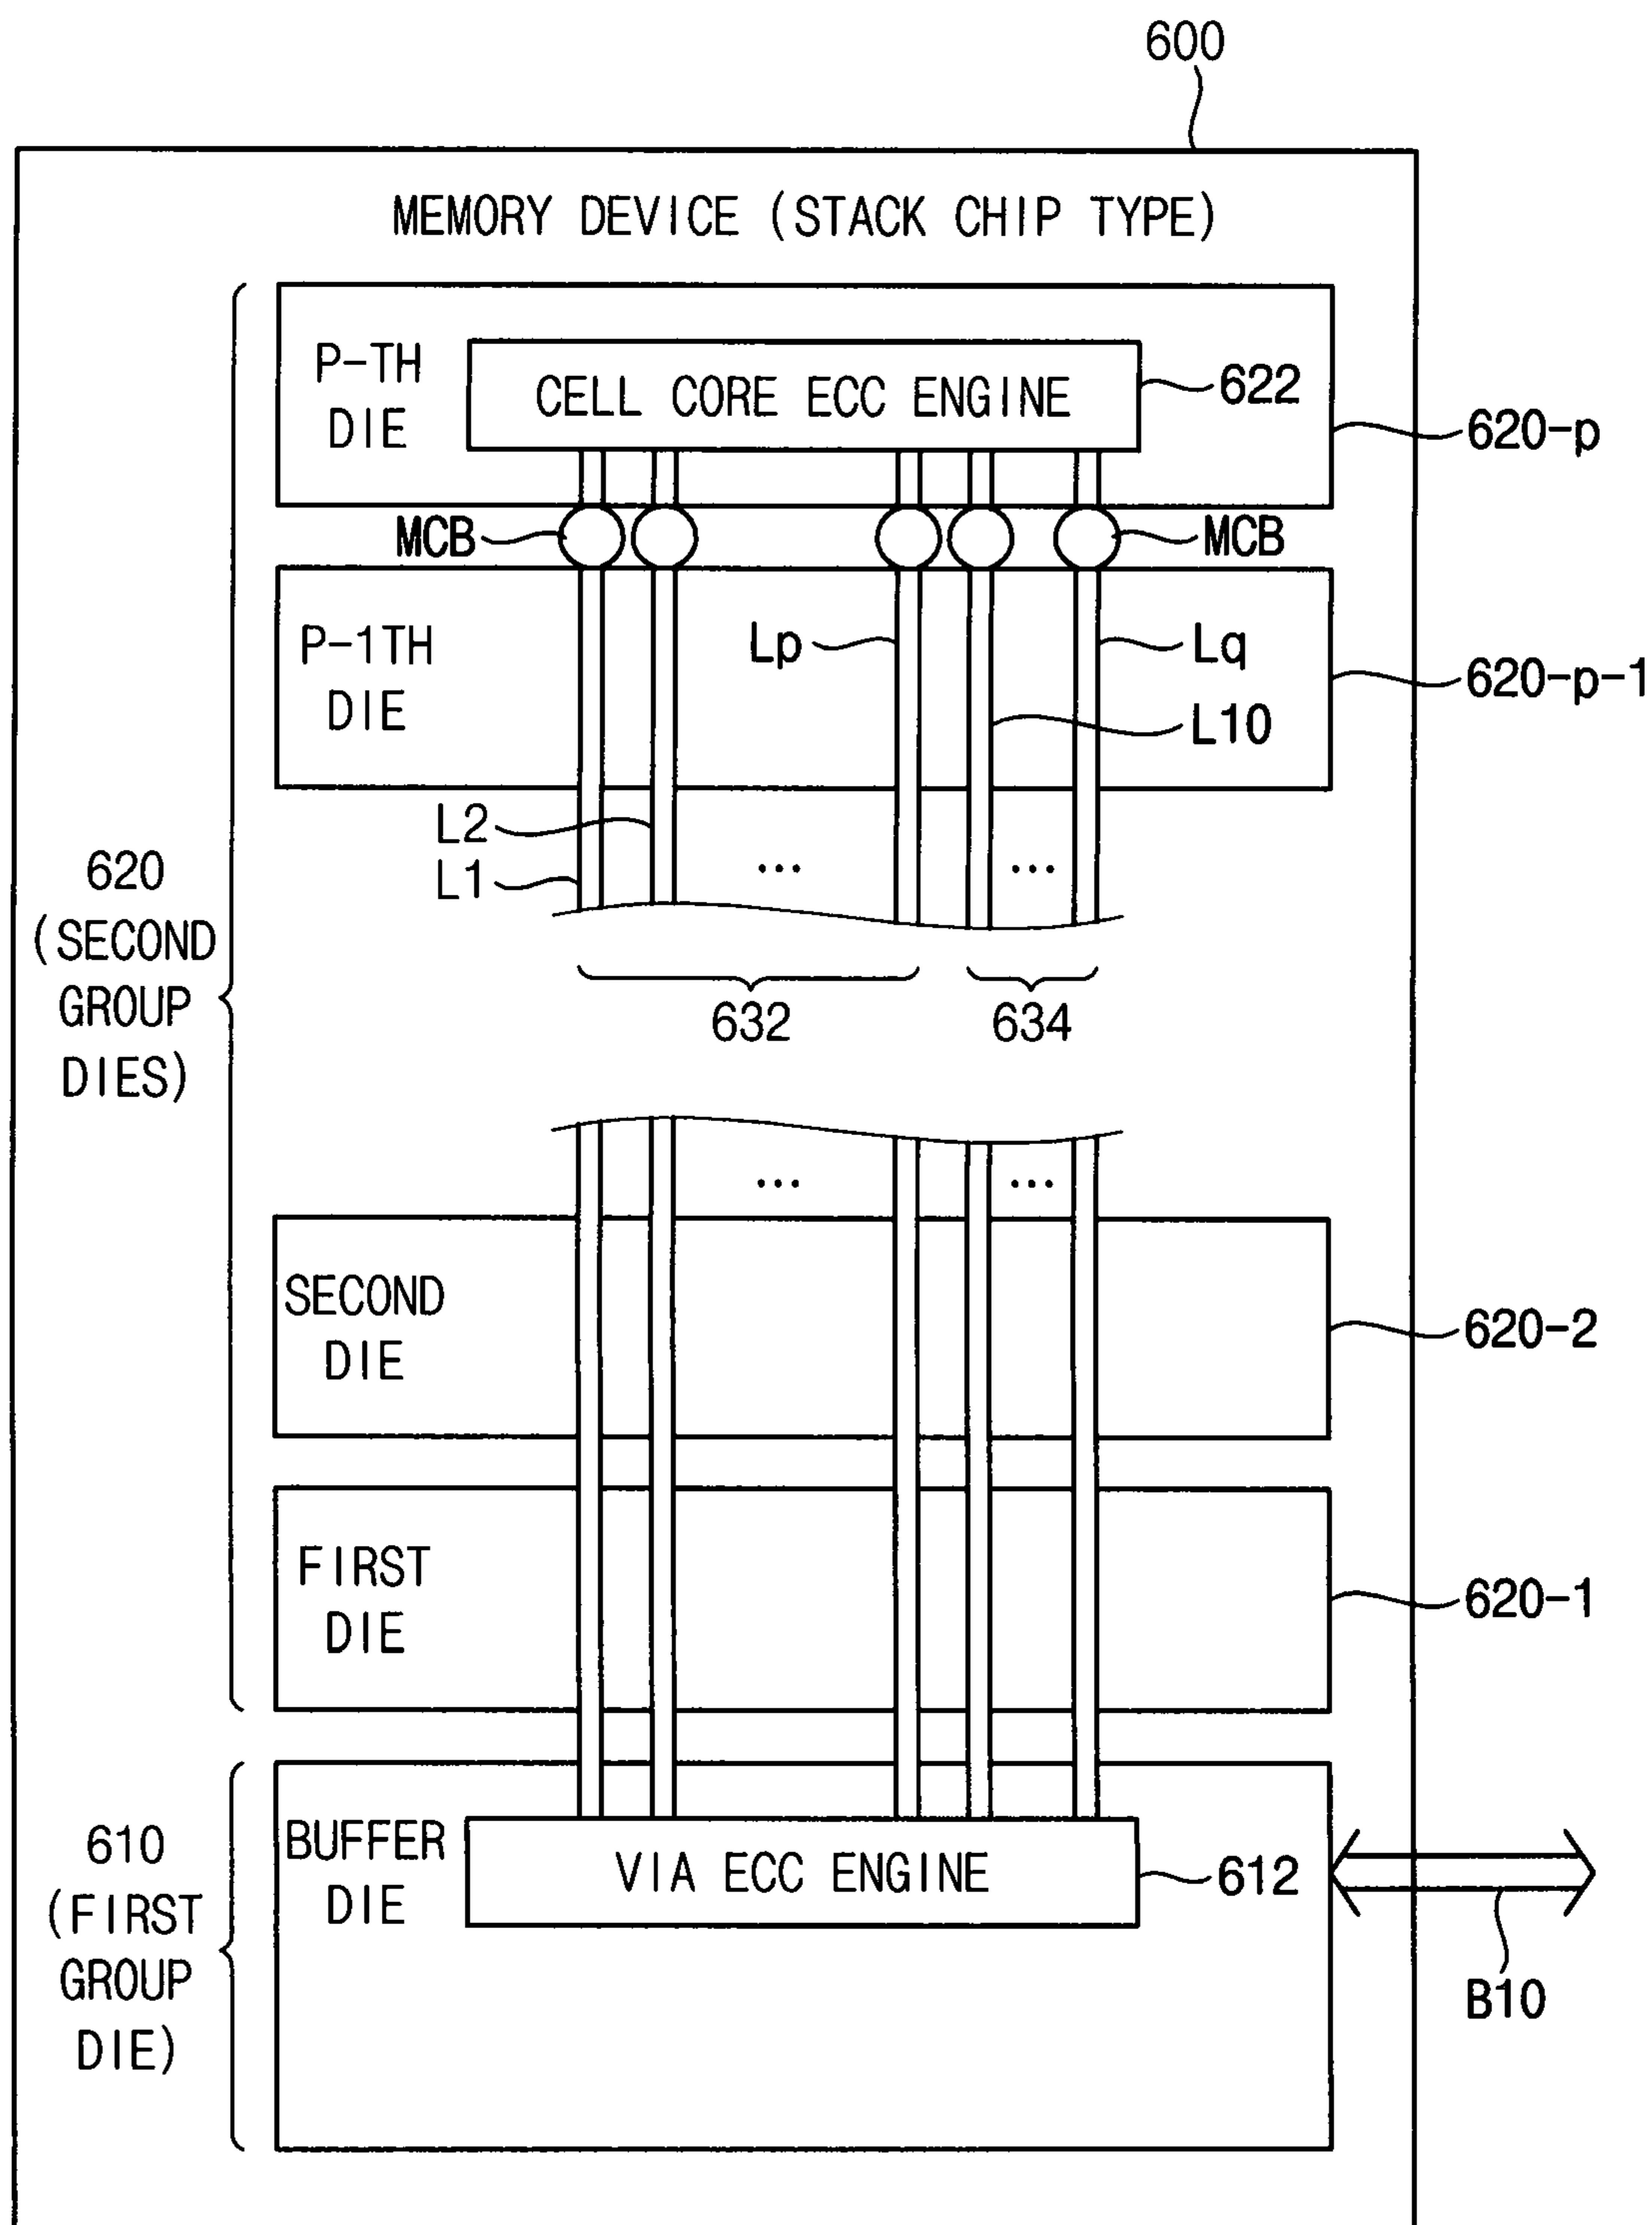 600
MEMORY DEVICE (STACK CHIP TYPE)
P-TH
DIE
CELL CORE ECC ENGINE
622
620-p
MCB
MCB
P-1TH
DIE
Lp
Lq
L10
620-p-1
L2
L1
...
...
620
(SECOND
GROUP
DIES)
632
634
...
...
SECOND
DIE
620-2
FIRST
DIE
620-1
610
(FIRST
GROUP
DIE)
BUFFER
DIE
VIA ECC ENGINE
612
B10